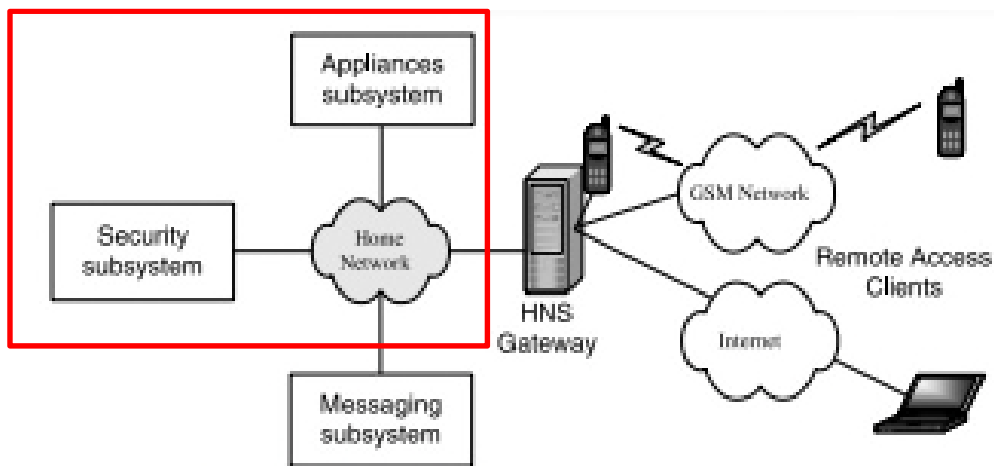 Appliances
subsystem
Security
subsystem
Home
Network
Messaging
subsystem
HNS
Gateway
GSM Network
Internet
Remote Access
Clients